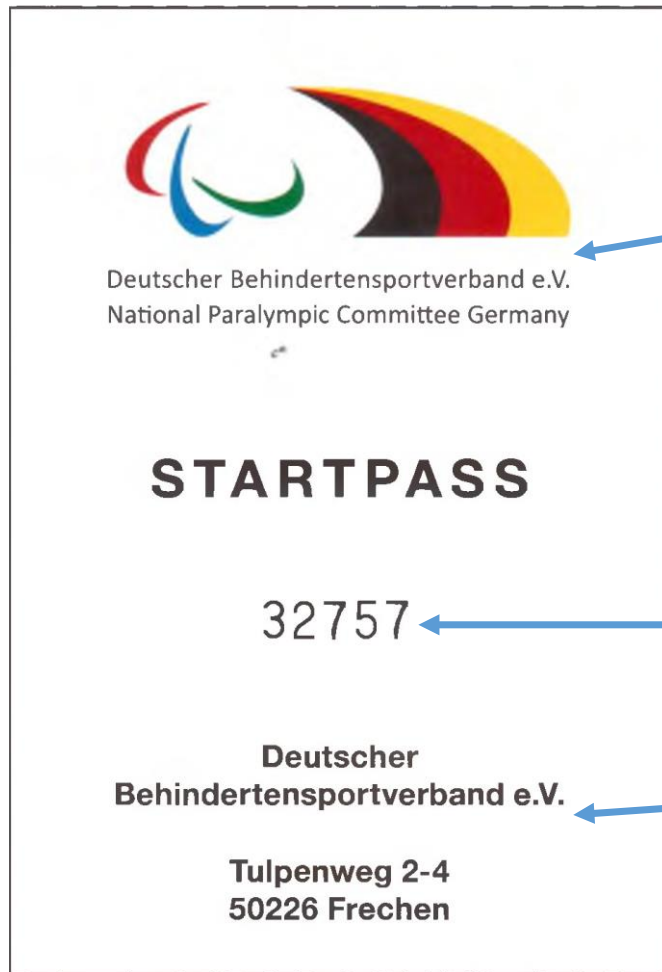 Deutscher Behindertensportverband e.V.
National Paralympic Committee Germany
STARTPASS
32757
Deutscher
Behindertensportverband e.V.
Tulpenweg 2-4
50226 Frechen